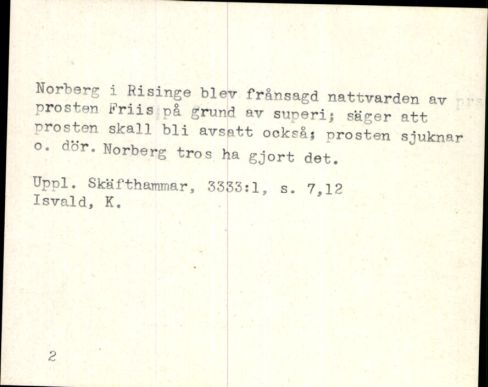 Norberg i Risinge blev frånsagd nattvarden av
prosten Friis på grund av superi; säger att
prosten skall bli avsatt också; prosten sjuknar
o. dör. Norberg tros ha gjort det.
Uppl. Skäfthammar, 3333:1, s. 7,12
Isvald, K.
2